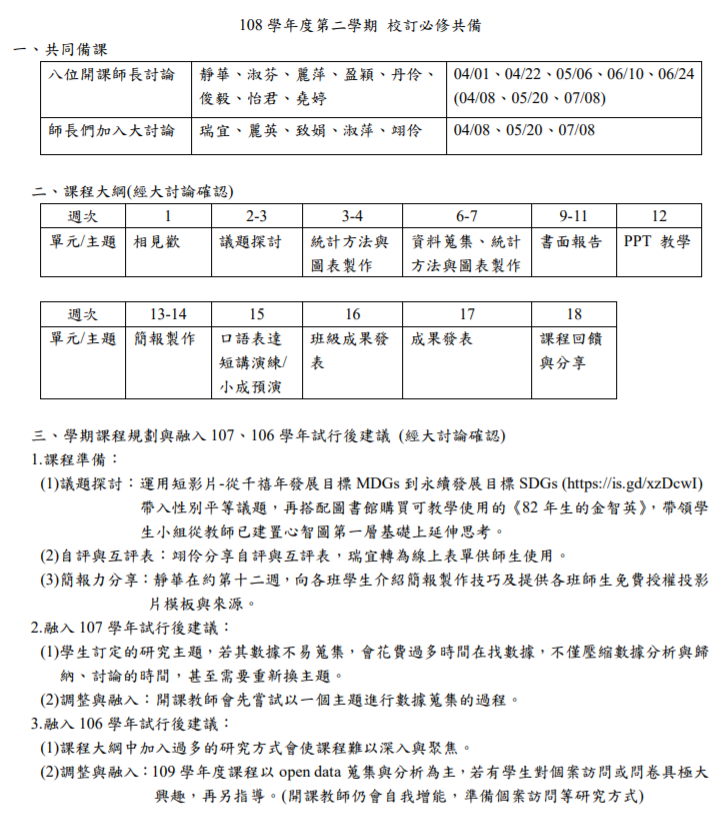 108 學年度第二學期 校訂必修共備
一、共同備課
八位開課師長討論 靜華、淑芬、麗萍、盈穎、丹伶、俊毅、怡君、堯婷 04/01、04/22、05/06、06/10、06/24 (04/08、05/20、07/08)
師長們加入大討論 瑞宜、麗英、致娟、淑萍、翊伶 04/08、05/20、07/08
二、課程大綱(經大討論確認)
週次 1 2-3 3-4 6-7 9-11 12
單元/主題 相見歡 議題探討 統計方法與圖表製作 資料蒐集、統計方法與圖表製作 書面報告 PPT 教學
週次 13-14 15 16 17 18
單元/主題 簡報製作 口語表達短講演練/小成預演 班級成果發表 成果發表 課程回饋與分享
三、學期課程規劃與融入 107、106 學年試行後建議 (經大討論確認)
1.課程準備：
(1)議題探討：運用短影片-從千禧年發展目標 MDGs 到永續發展目標 SDGs (https://is.gd/xzDcwI)
帶入性別平等議題，再搭配圖書館購買可教學使用的《82 年生的金智英》，帶領學
生小組從教師已建置心智圖第一層基礎上延伸思考。
(2)自評與互評表：翊伶分享自評與互評表，瑞宜轉為線上表單供師生使用。
(3)簡報力分享：靜華在約第十二週，向各班學生介紹簡報製作技巧及提供各班師生免費授權投影
片模板與來源。
2.融入 107 學年試行後建議：
(1)學生訂定的研究主題，若其數據不易蒐集，會花費過多時間在找數據，不僅壓縮數據分析與歸
納、討論的時間，甚至需要重新換主題。
(2)調整與融入：開課教師會先嘗試以一個主題進行數據蒐集的過程。
3.融入 106 學年試行後建議：
(1)課程大綱中加入過多的研究方式會使課程難以深入與聚焦。
(2)調整與融入：109 學年度課程以 open data 蒐集與分析為主，若有學生對個案訪問或問卷具極大
興趣，再另指導。(開課教師仍會自我增能，準備個案訪問等研究方式)